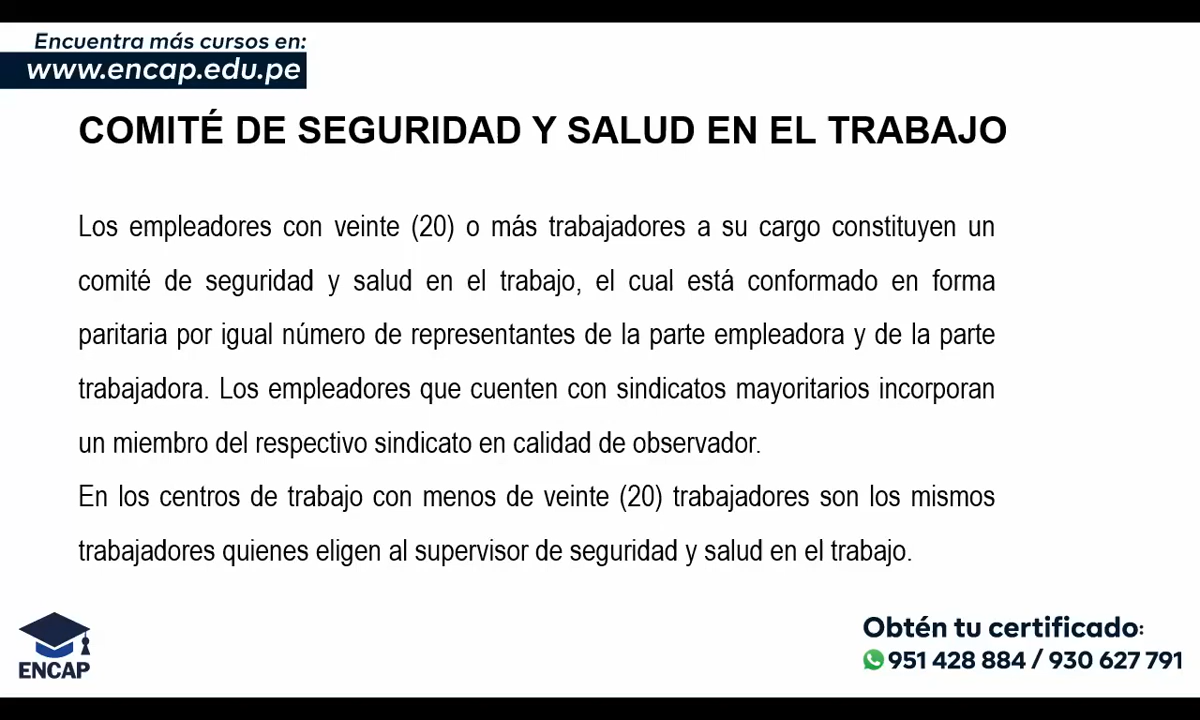 Encuentra más cursos en:
www.encap.edu.pe
COMITÉ DE SEGURIDAD Y SALUD EN EL TRABAJO
Los empleadores con veinte (20) o más trabajadores a su cargo constituyen un
comité de seguridad y salud en el trabajo, el cual está conformado en forma
paritaria por igual número de representantes de la parte empleadora y de la parte
trabajadora. Los empleadores que cuenten con sindicatos mayoritarios incorporan
un miembro del respectivo sindicato en calidad de observador.
En los centros de trabajo con menos de veinte (20) trabajadores son los mismos
trabajadores quienes eligen al supervisor de seguridad y salud en el trabajo.
ENCAP
Obtén tu certificado:
951 428 884 / 930 627 791